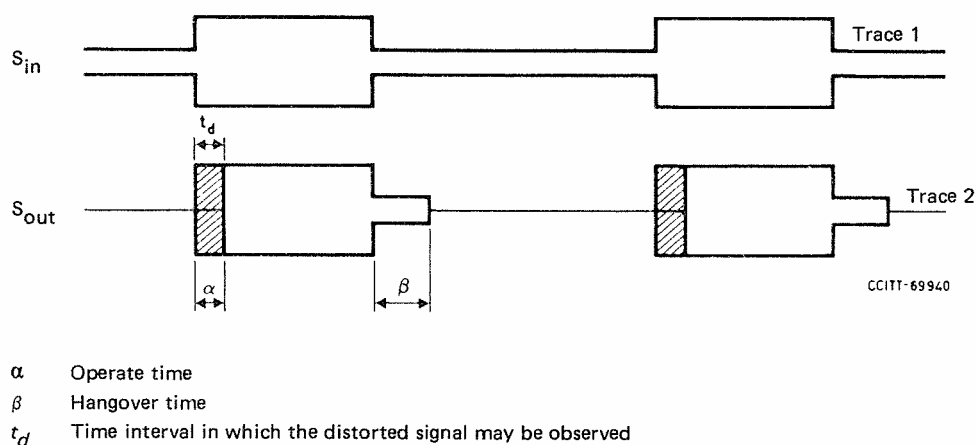 Trace 1
S_in
t_d
S_out
Trace 2
α
β
CCITT-69940
α Operate time
β Hangover time
t_d Time interval in which the distorted signal may be observed